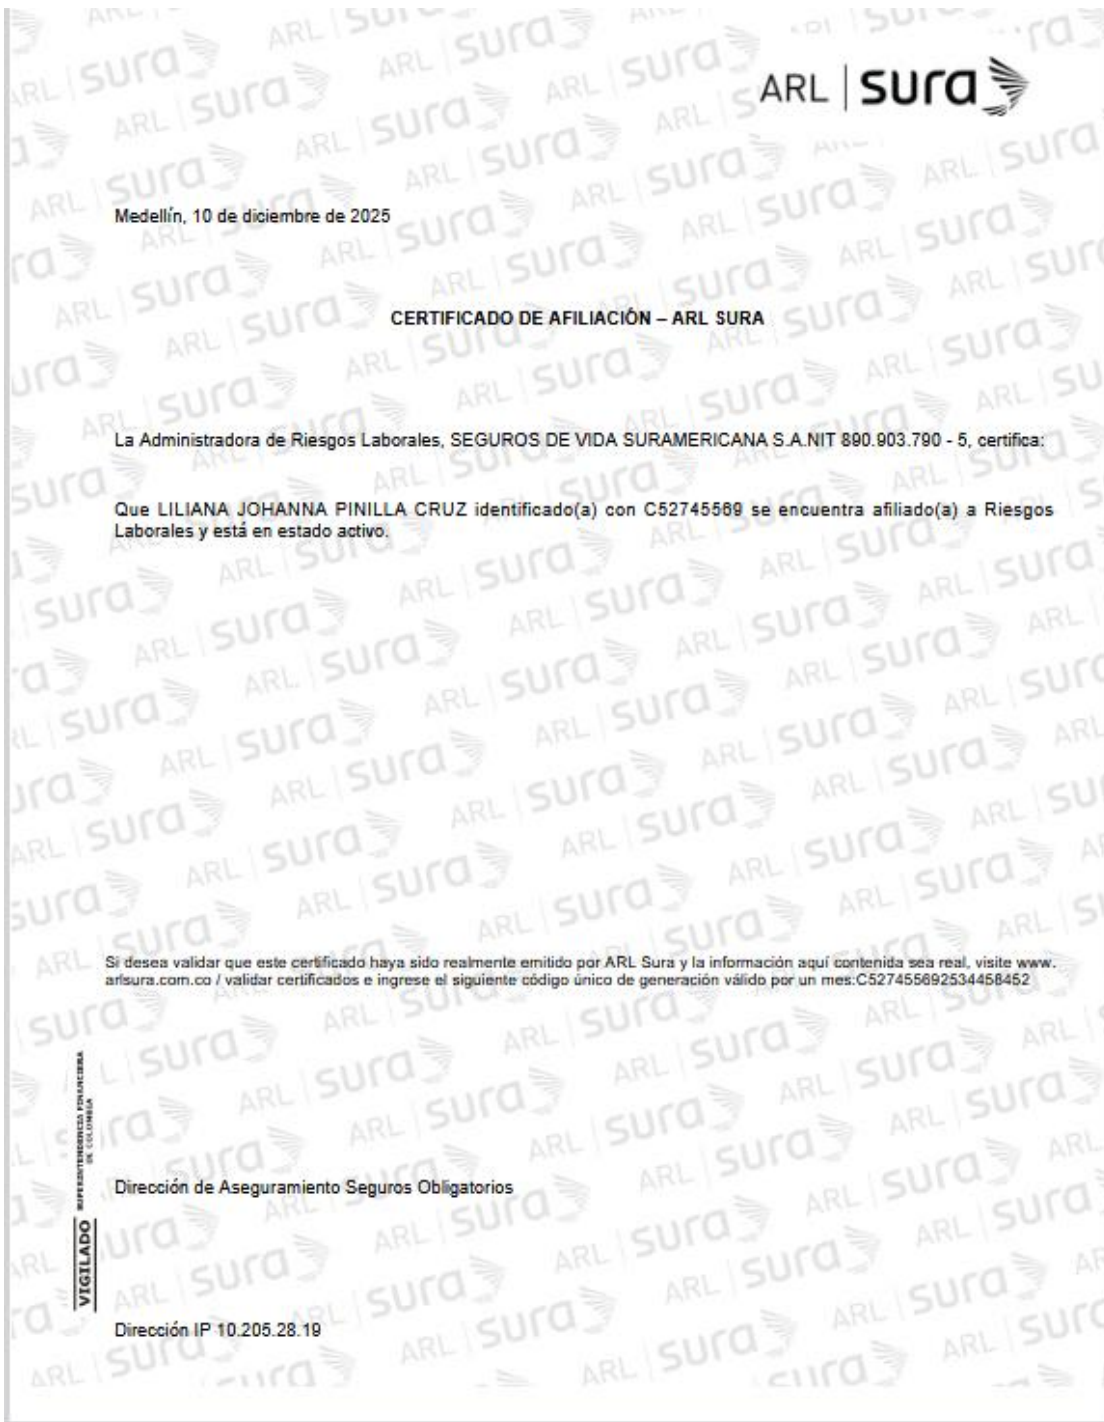 ARL | sura
Medellín, 10 de diciembre de 2025
CERTIFICADO DE AFILIACIÓN – ARL SURA
La Administradora de Riesgos Laborales, SEGUROS DE VIDA SURAMERICANA S.A.NIT 890.903.790 - 5, certifica:
Que LILIANA JOHANNA PINILLA CRUZ identificado(a) con C52745569 se encuentra afiliado(a) a Riesgos
Laborales y está en estado activo.
Si desea validar que este certificado haya sido realmente emitido por ARL Sura y la información aquí contenida sea real, visite www.
arlsura.com.co / validar certificados e ingrese el siguiente código único de generación válido por un mes:C527455692534458452
VIGILADO SUPERINTENDENCIA FINANCIERA
DE COLOMBIA
Dirección de Aseguramiento Seguros Obligatorios
Dirección IP 10.205.28.19